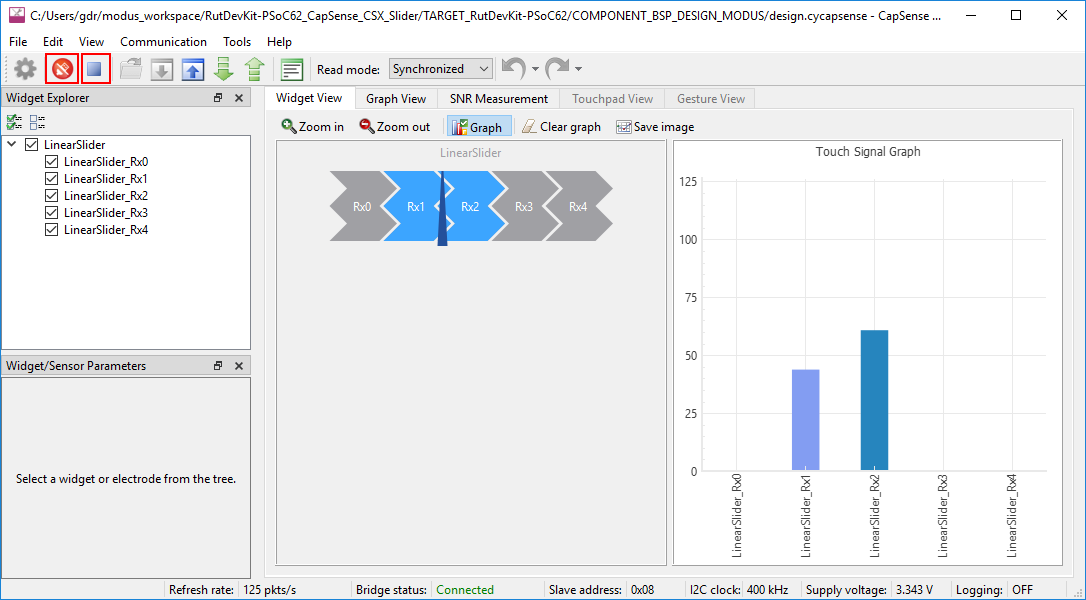 C:/Users/gdr/modus_workspace/RutDevKit-PSoC62_CapSense_CSX_Slider/TARGET_RutDevKit-PSoC62/COMPONENT_BSP_DESIGN_MODUS/design.cycapsense - CapSense ...
File Edit View Communication Tools Help
Read mode: Synchronized
Widget Explorer
LinearSlider
LinearSlider_Rx0
LinearSlider_Rx1
LinearSlider_Rx2
LinearSlider_Rx3
LinearSlider_Rx4
Widget/Sensor Parameters
Select a widget or electrode from the tree.
Widget View Graph View SNR Measurement Touchpad View Gesture View
Zoom in Zoom out Graph Clear graph Save image
LinearSlider
Rx0 Rx1 Rx2 Rx3 Rx4
Touch Signal Graph
125
100
75
50
25
0
LinearSlider_Rx0
LinearSlider_Rx1
LinearSlider_Rx2
LinearSlider_Rx3
LinearSlider_Rx4
Refresh rate: 125 pkts/s Bridge status: Connected Slave address: 0x08 I2C clock: 400 kHz Supply voltage: 3.343 V Logging: OFF